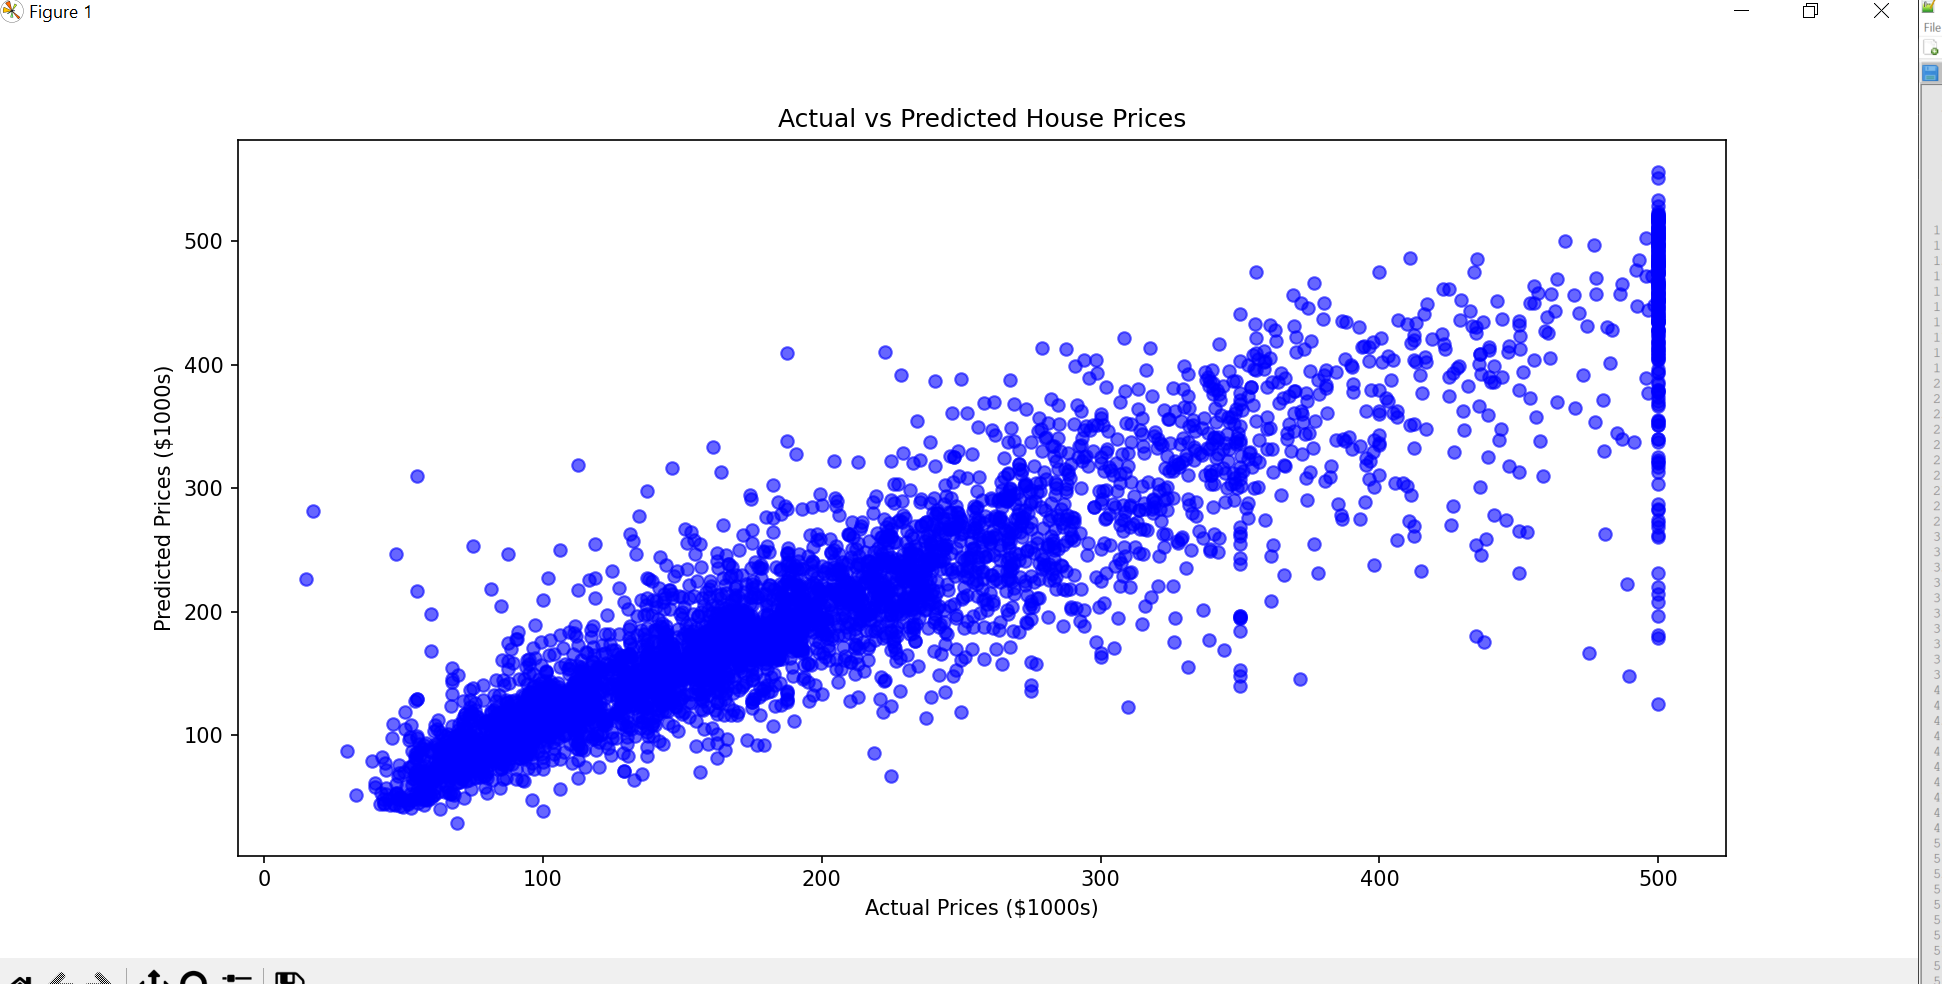 Figure 1
File
Actual vs Predicted House Prices
Predicted Prices ($1000s)
500
400
300
200
100
0 100 200 300 400 500
Actual Prices ($1000s)